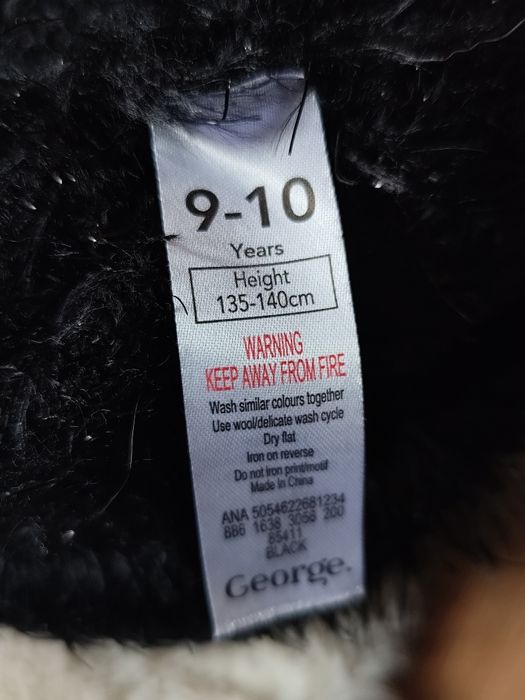 9-10
Years
Height
135-140cm
WARNING
KEEP AWAY FROM FIRE
Wash similar colours together
Use wool/delicate wash cycle
Dry flat
Iron on reverse
Do not iron print/motif
Made In China
ANA 5054622681234
BB6 1638 3056 200
85411
BLACK
George.